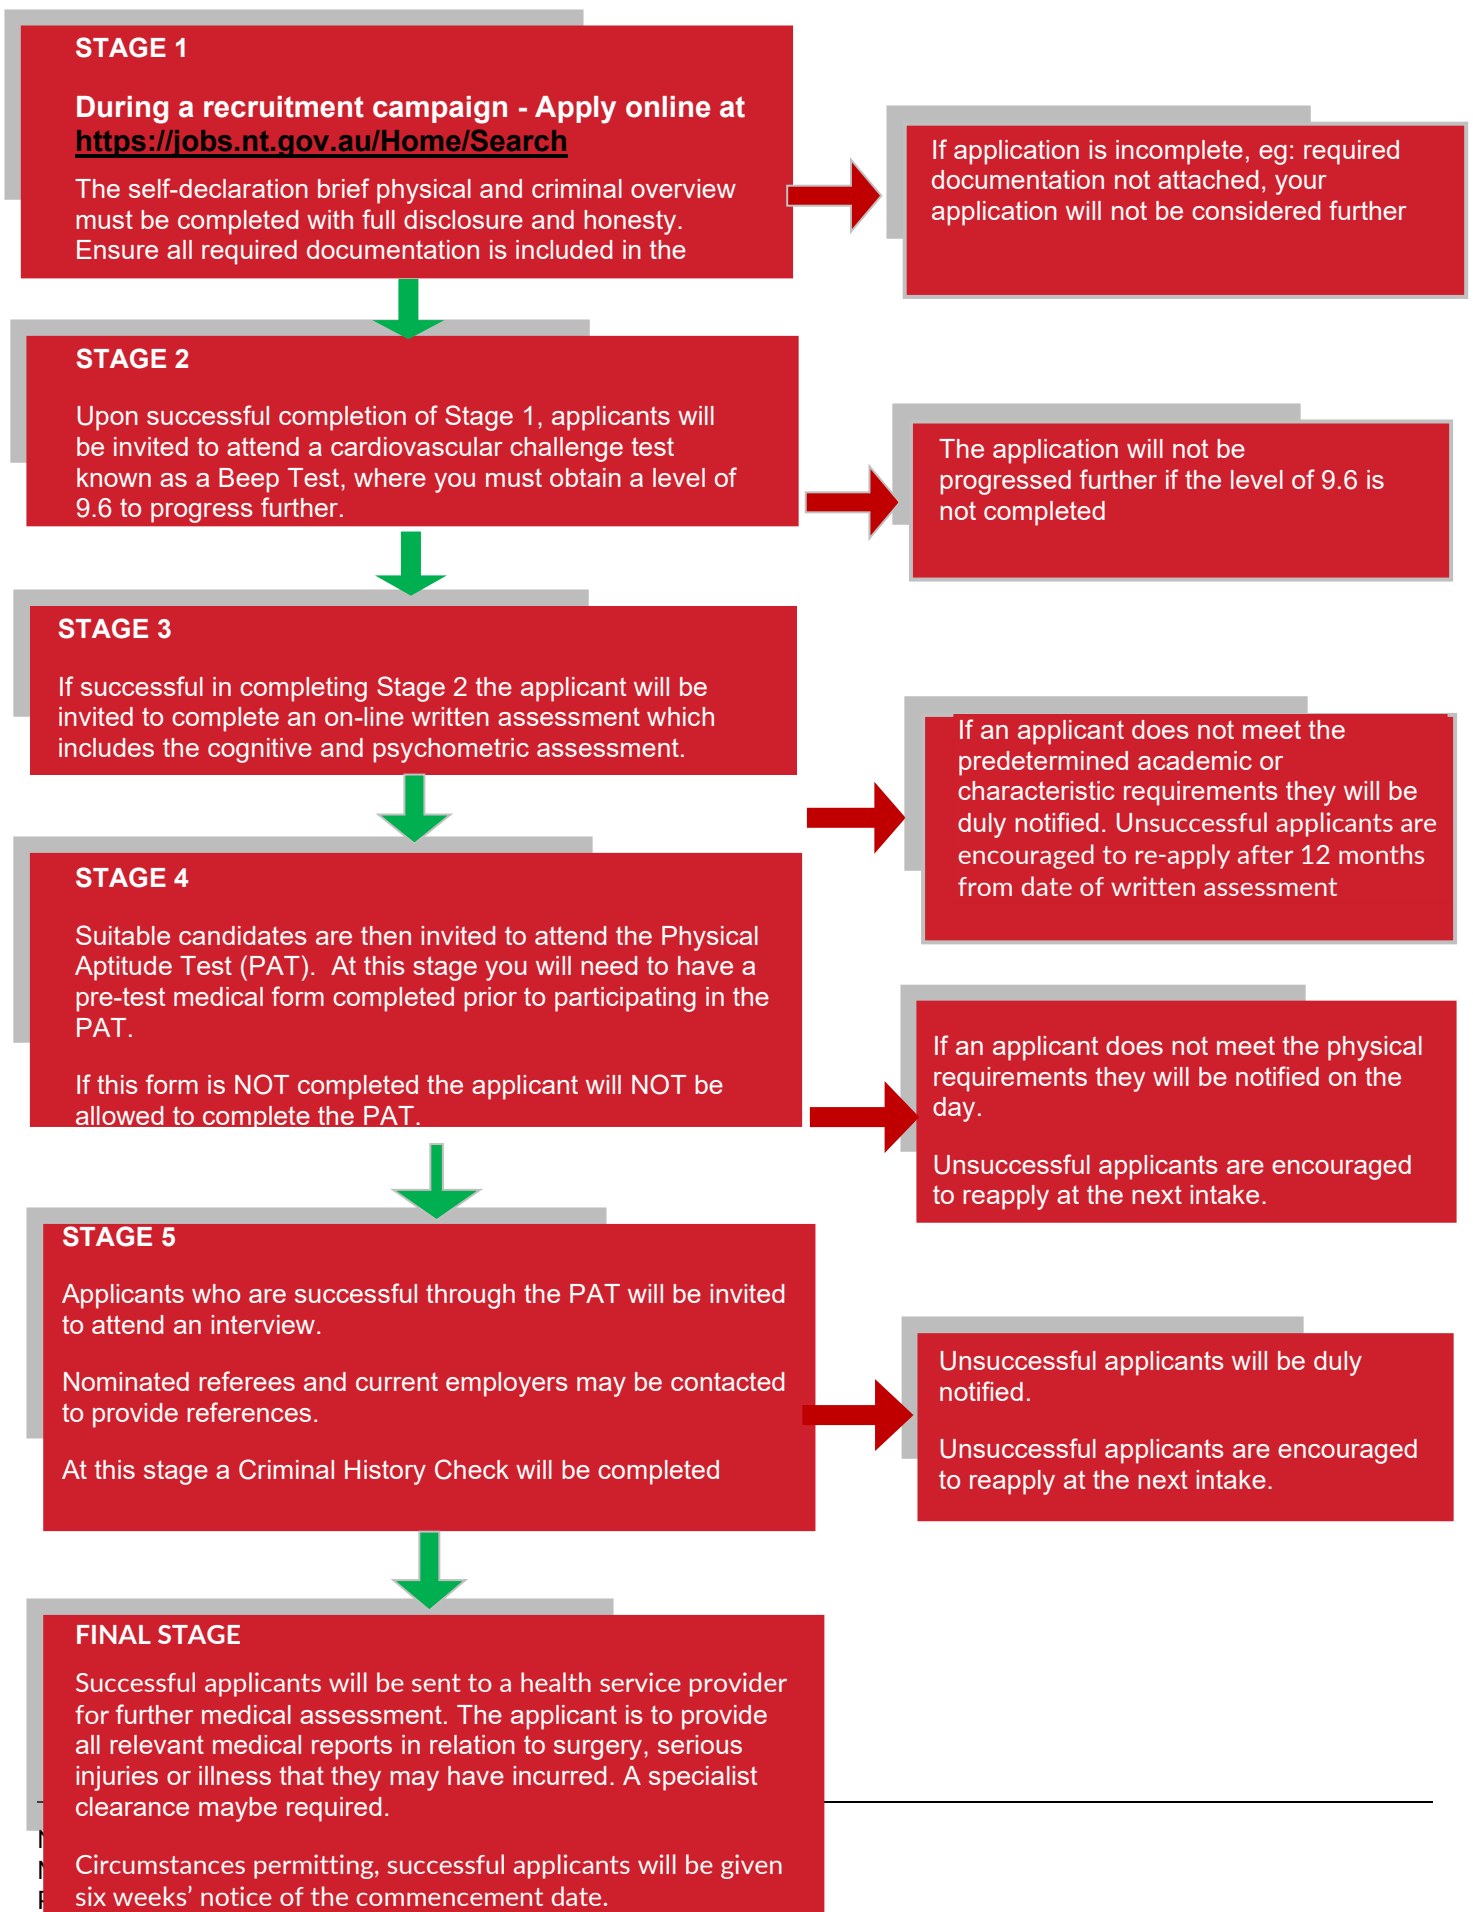 STAGE 1
During a recruitment campaign - Apply online at
https://jobs.nt.gov.au/Home/Search
The self-declaration brief physical and criminal overview
must be completed with full disclosure and honesty.
Ensure all required documentation is included in the
If application is incomplete, eg: required
documentation not attached, your
application will not be considered further
STAGE 2
Upon successful completion of Stage 1, applicants will
be invited to attend a cardiovascular challenge test
known as a Beep Test, where you must obtain a level of
9.6 to progress further.
The application will not be
progressed further if the level of 9.6 is
not completed
STAGE 3
If successful in completing Stage 2 the applicant will be
invited to complete an on-line written assessment which
includes the cognitive and psychometric assessment.
If an applicant does not meet the
predetermined academic or
characteristic requirements they will be
duly notified. Unsuccessful applicants are
encouraged to re-apply after 12 months
from date of written assessment
STAGE 4
Suitable candidates are then invited to attend the Physical
Aptitude Test (PAT).  At this stage you will need to have a
pre-test medical form completed prior to participating in the
PAT.
If this form is NOT completed the applicant will NOT be
allowed to complete the PAT.
If an applicant does not meet the physical
requirements they will be notified on the
day.
Unsuccessful applicants are encouraged
to reapply at the next intake.
STAGE 5
Applicants who are successful through the PAT will be invited
to attend an interview.
Nominated referees and current employers may be contacted
to provide references.
At this stage a Criminal History Check will be completed
Unsuccessful applicants will be duly
notified.
Unsuccessful applicants are encouraged
to reapply at the next intake.
FINAL STAGE
Successful applicants will be sent to a health service provider
for further medical assessment. The applicant is to provide
all relevant medical reports in relation to surgery, serious
injuries or illness that they may have incurred. A specialist
clearance maybe required.
Circumstances permitting, successful applicants will be given
six weeks’ notice of the commencement date.